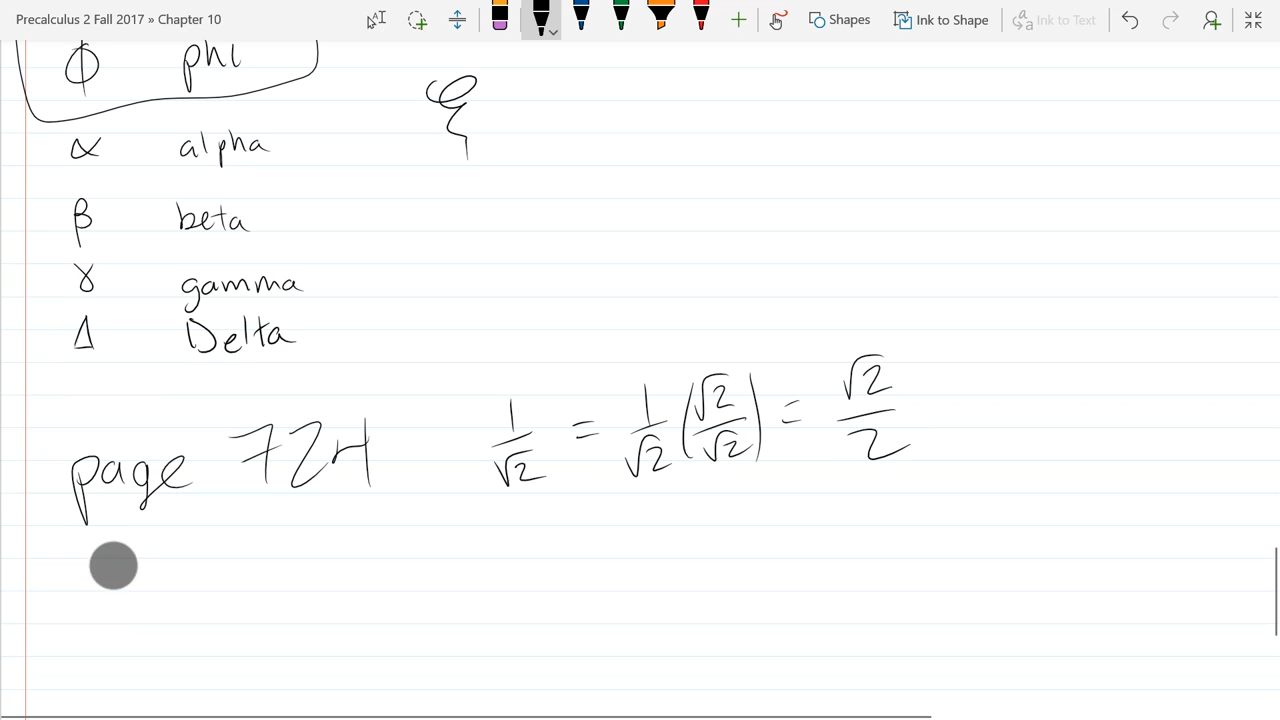 Precalculus 2 Fall 2017 » Chapter 10
Shapes
Ink to Shape
Ink to Text
ϕ phi
α alpha
β beta
γ gamma
Δ Delta
page 724
1/√2 = 1/√2 (√2/√2) = √2/2